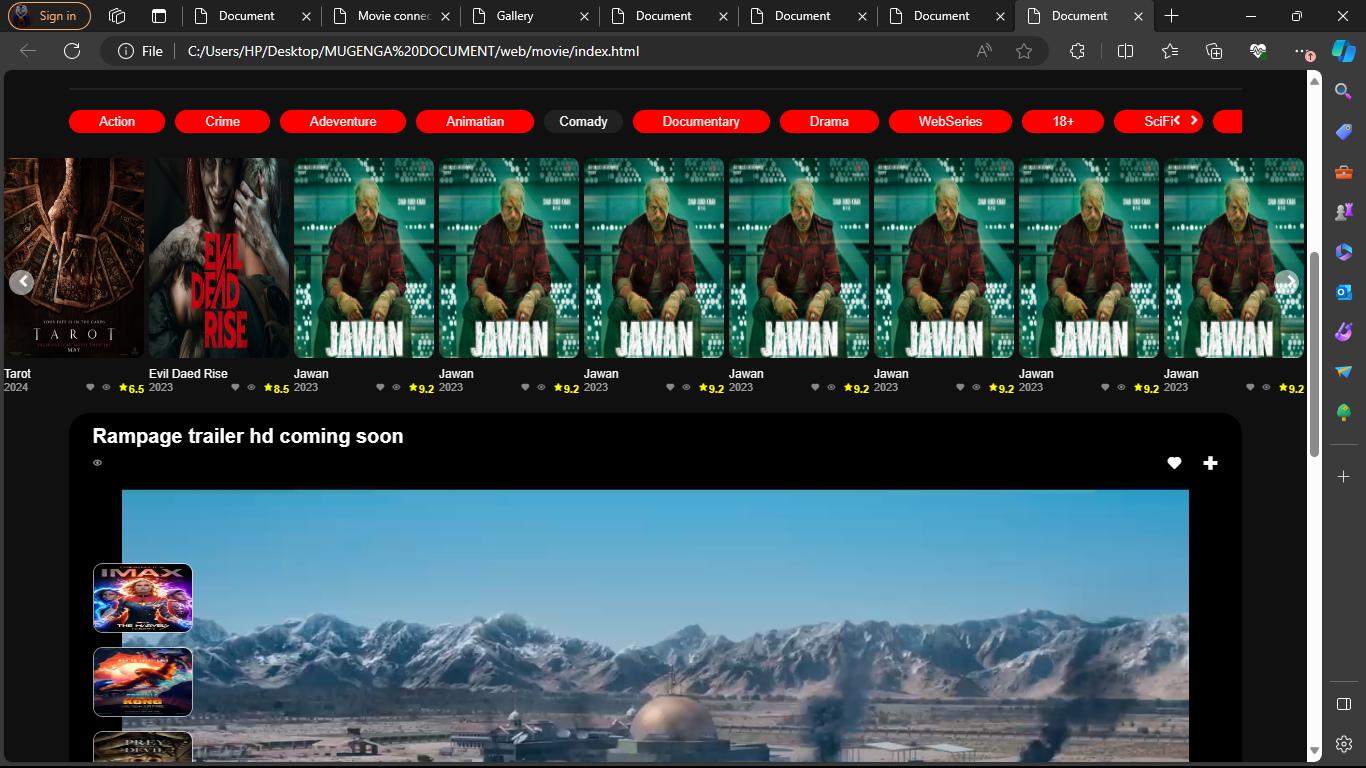 Sign in
Document
Movie connec
Gallery
Document
Document
Document
Document
File
C:/Users/HP/Desktop/MUGENGA%20DOCUMENT/web/movie/index.html
Action
Crime
Adeventure
Animatian
Comady
Documentary
Drama
WebSeries
18+
SciFi
EVIL DEAD RISE
TAROT
MAY
JAWAN
JAWAN
JAWAN
JAWAN
JAWAN
JAWAN
JAWAN
Tarot
2024
6.5
Evil Daed Rise
2023
8.5
Jawan
2023
9.2
Jawan
2023
9.2
Jawan
2023
9.2
Jawan
2023
9.2
Jawan
2023
9.2
Jawan
2023
9.2
Jawan
2023
9.2
Rampage trailer hd coming soon
IMAX
KONG
PREY
DEVIL